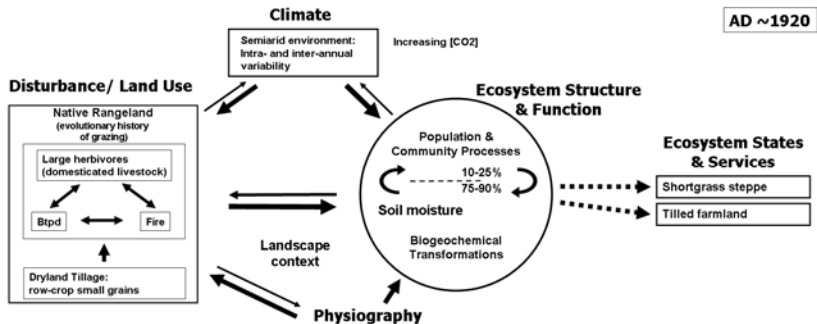 Climate
AD ~1920
Semiarid environment:
Intra- and inter-annual
variability
Increasing [CO2]
Disturbance/ Land Use
Native Rangeland
(evolutionary history
of grazing)
Large herbivores
(domesticated livestock)
Btpd
Fire
Dryland Tillage:
row-crop small grains
Landscape
context
Physiography
Ecosystem Structure
& Function
Population &
Community Processes
10-25%
75-90%
Soil moisture
Biogeochemical
Transformations
Ecosystem States
& Services
Shortgrass steppe
Tilled farmland